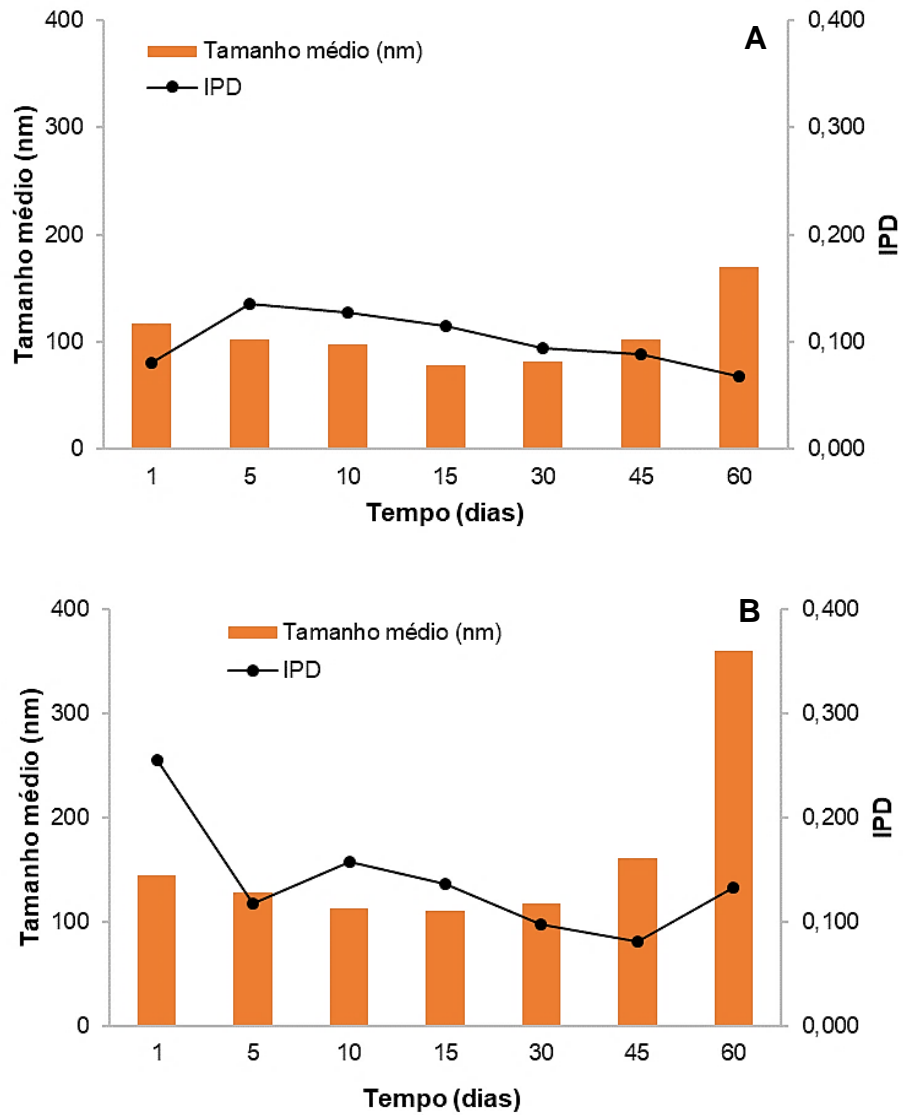 A
Tamanho médio (nm)
IPD
400
300
200
100
0
Tamanho médio (nm)
0,400
0,300
0,200
0,100
0,000
IPD
1 5 10 15 30 45 60
Tempo (dias)
B
Tamanho médio (nm)
IPD
400
300
200
100
0
Tamanho médio (nm)
0,400
0,300
0,200
0,100
0,000
IPD
1 5 10 15 30 45 60
Tempo (dias)